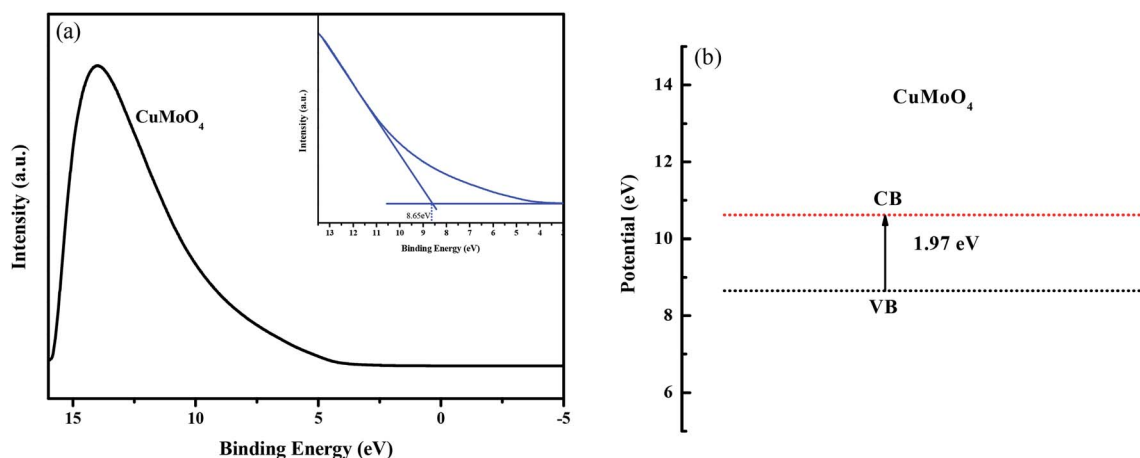 (a)
CuMoO₄
Intensity (a.u.)
15 10 5 0 -5
Binding Energy (eV)
Intensity (a.u.)
8.65eV
13 12 11 10 9 8 7 6 5 4 3
Binding Energy (eV)
(b)
CuMoO₄
Potential (eV)
14
12
10
8
6
CB
1.97 eV
VB